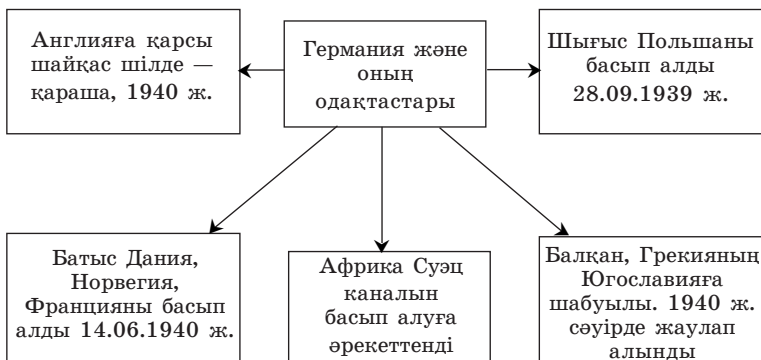 Англияға қарсы
шайқас шілде —
қараша, 1940 ж.
Германия және
оның
одақтастары
Шығыс Польшаны
басып алды
28.09.1939 ж.
Батыс Дания,
Норвегия,
Францияны басып
алды 14.06.1940 ж.
Африка Суэц
каналын
басып алуға
әрекеттенді
Балқан, Грекияның
Югославияға
шабуылы. 1940 ж.
сәуірде жаулап
алынды